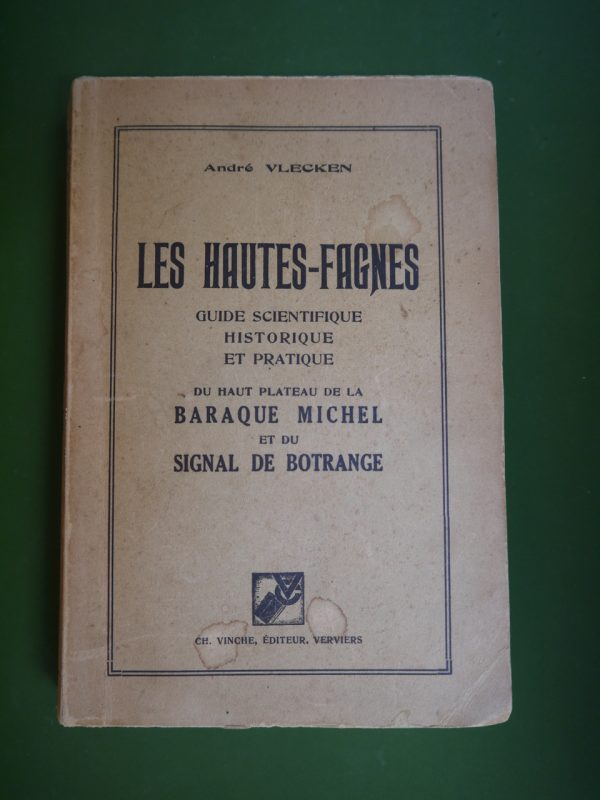 André VLECKEN
LES HAUTES-FAGNES
GUIDE SCIENTIFIQUE
HISTORIQUE
ET PRATIQUE
DU HAUT PLATEAU DE LA
BARAQUE MICHEL
ET DU
SIGNAL DE BOTRANGE
CH. VINCHE, ÉDITEUR, VERVIERS